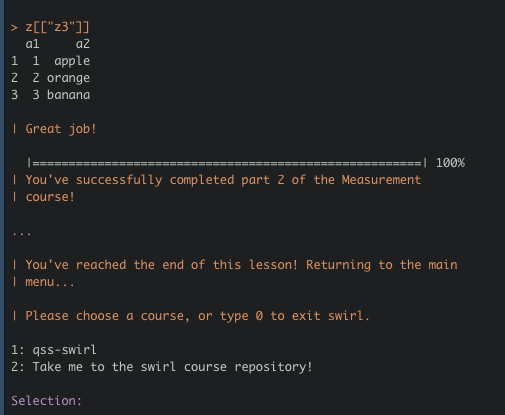 > z[["z3"]]
  a1     a2
1  1  apple
2  2 orange
3  3 banana
| Great job!
  |======================================================| 100%
| You've successfully completed part 2 of the Measurement
| course!
...
| You've reached the end of this lesson! Returning to the main
| menu...
| Please choose a course, or type 0 to exit swirl.
1: qss-swirl
2: Take me to the swirl course repository!
Selection: